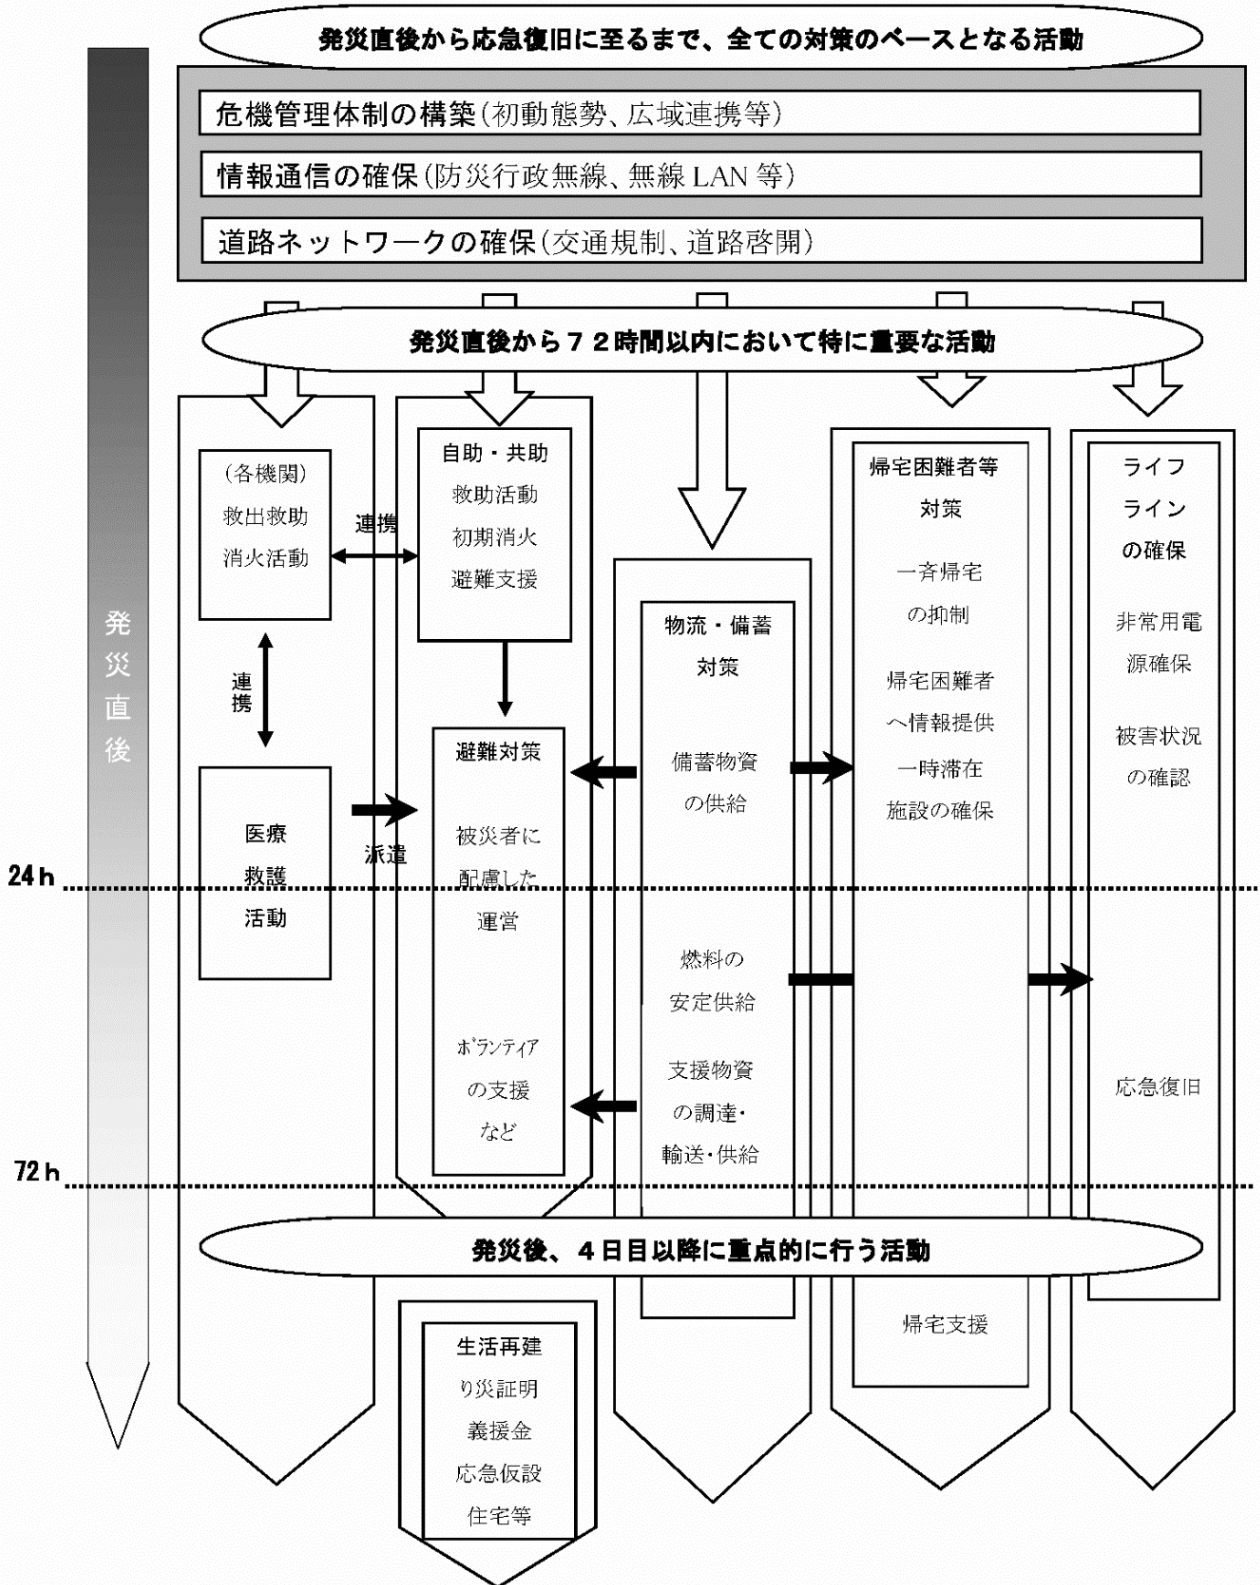 発災直後から応急復旧に至るまで、全ての対策のベースとなる活動
危機管理体制の構築(初動態勢、広域連携等)
情報通信の確保(防災行政無線、無線 LAN 等)
道路ネットワークの確保(交通規制、道路啓開)
発災直後から７２時間以内において特に重要な活動
発災直後
24h
72h
(各機関)
救出救助
消火活動
連携
連携
医療
救護
活動
派遣
自助・共助
救助活動
初期消火
避難支援
避難対策
被災者に
配慮した
運営
ボランティア
の支援
など
物流・備蓄
対策
備蓄物資
の供給
燃料の
安定供給
支援物資
の調達・
輸送・供給
帰宅困難者等
対策
一斉帰宅
の抑制
帰宅困難者
へ情報提供
一時滞在
施設の確保
ライフ
ライン
の確保
非常用電
源確保
被害状況
の確認
応急復旧
発災後、４日目以降に重点的に行う活動
生活再建
り災証明
義援金
応急仮設
住宅等
帰宅支援